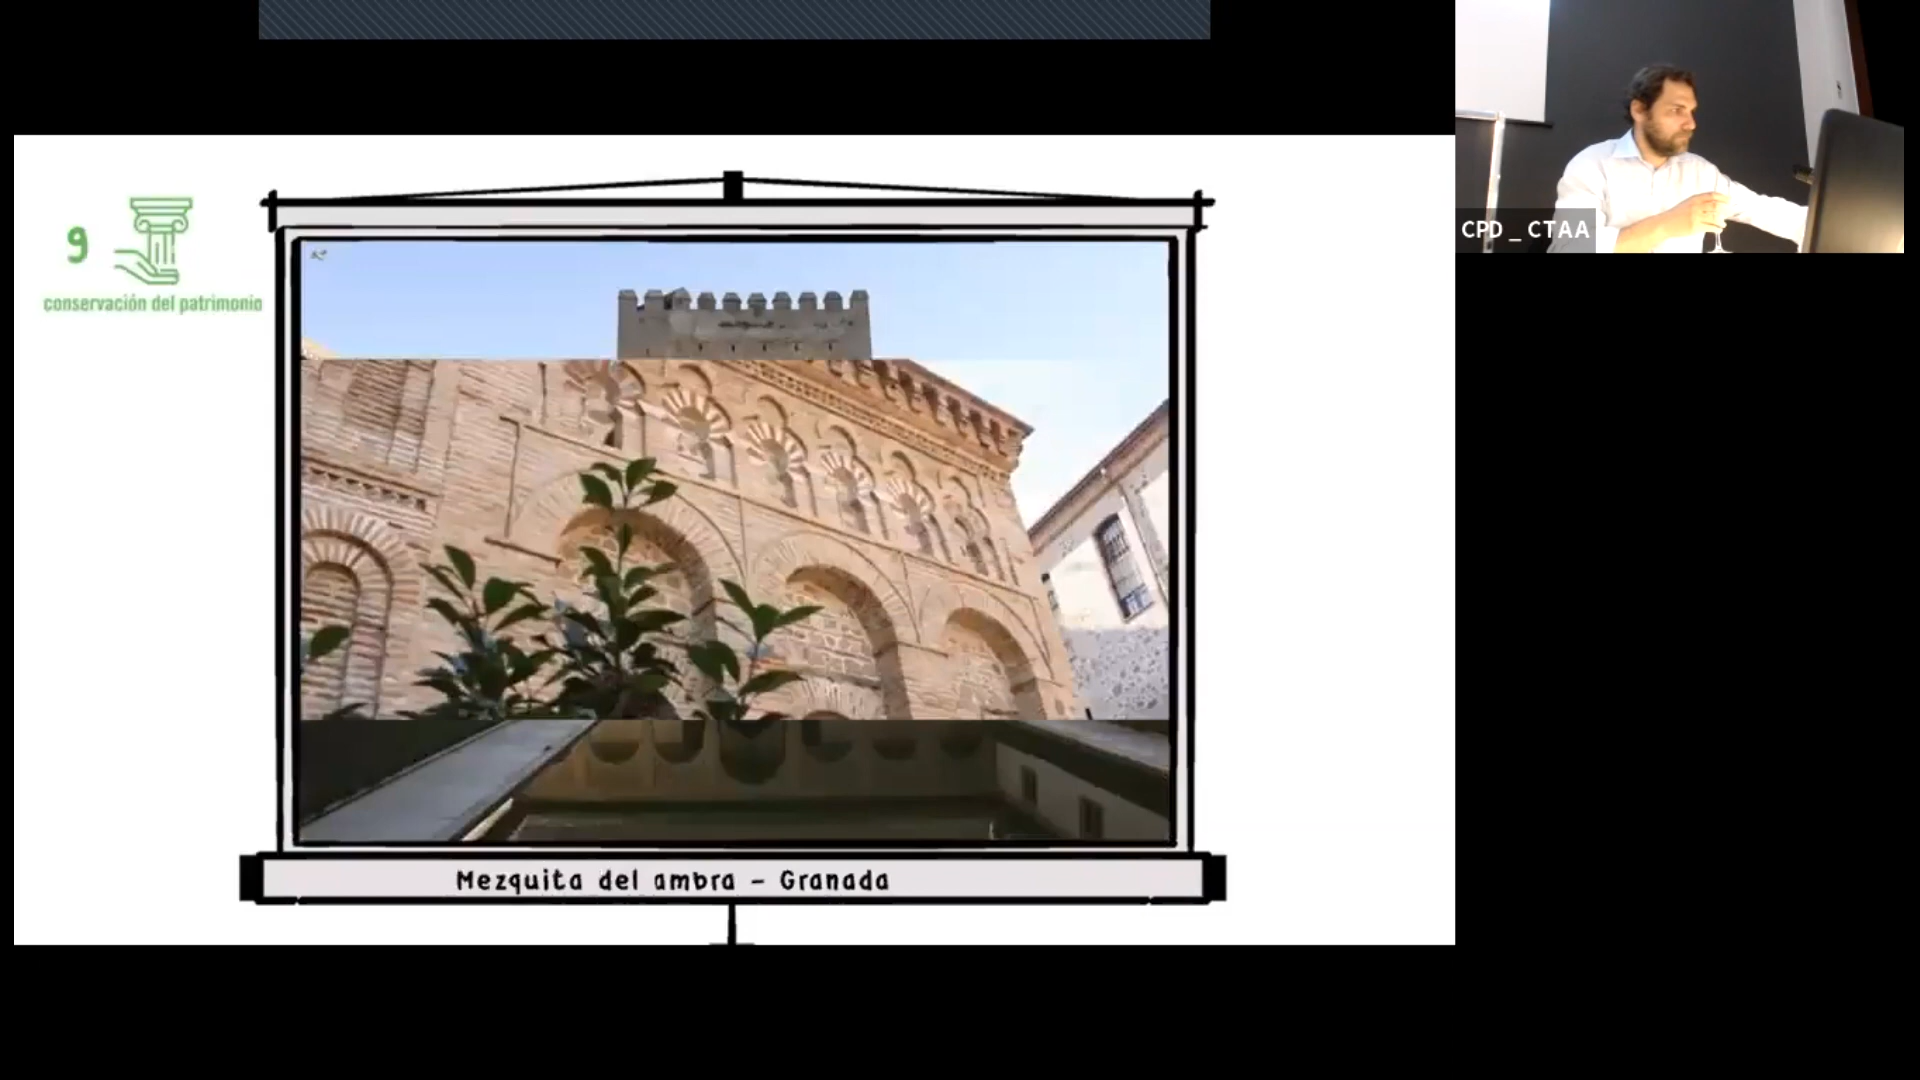 9
conservación del patrimonio
CPD _ CTAA
Mezquita del ambra – Granada